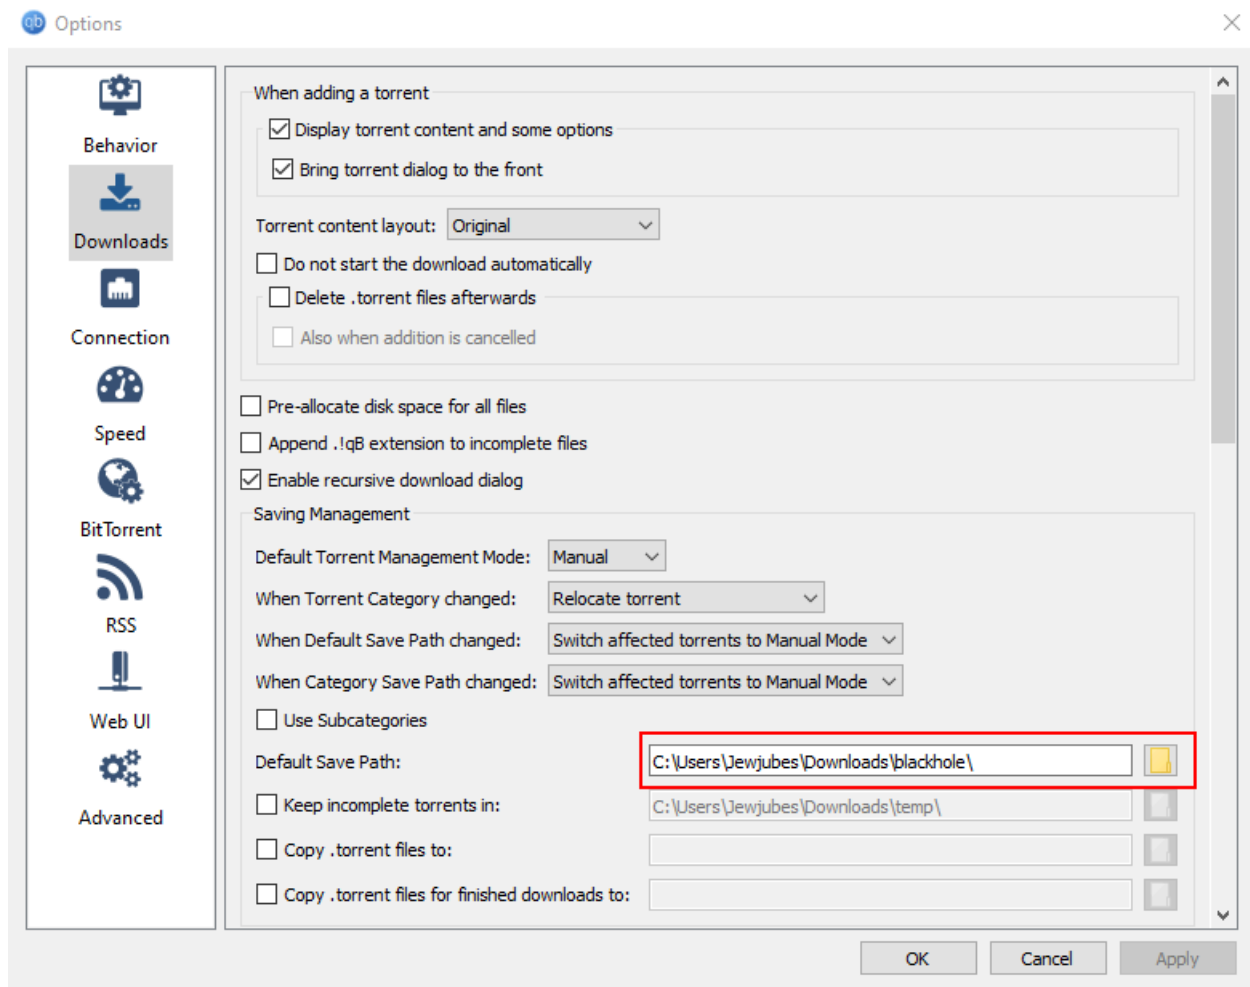 qb Options
Behavior
Downloads
Connection
Speed
BitTorrent
RSS
Web UI
Advanced
When adding a torrent
Display torrent content and some options
Bring torrent dialog to the front
Torrent content layout: Original
Do not start the download automatically
Delete .torrent files afterwards
Also when addition is cancelled
Pre-allocate disk space for all files
Append .!qB extension to incomplete files
Enable recursive download dialog
Saving Management
Default Torrent Management Mode: Manual
When Torrent Category changed: Relocate torrent
When Default Save Path changed: Switch affected torrents to Manual Mode
When Category Save Path changed: Switch affected torrents to Manual Mode
Use Subcategories
Default Save Path: C:\Users\Jewjubes\Downloads\blackhole\
Keep incomplete torrents in: C:\Users\Jewjubes\Downloads\temp\
Copy .torrent files to:
Copy .torrent files for finished downloads to:
OK Cancel Apply